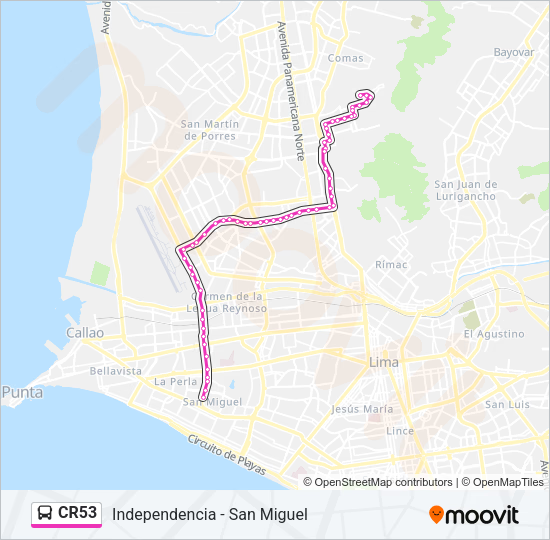 Avenid
Avenida Panamericana Norte
Comas
Bayovar
San Martín
de Porres
San Juan de
Lurigancho
Rímac
Carmen de la
Legua Reynoso
Callao
El Agustino
Bellavista
Lima
La Perla
Punta
San Miguel
Jesús María
San Luis
Lince
Circuito de Playas
Av
© OpenStreetMap contributors | © OpenMapTiles
CR53
Independencia - San Miguel
moovit